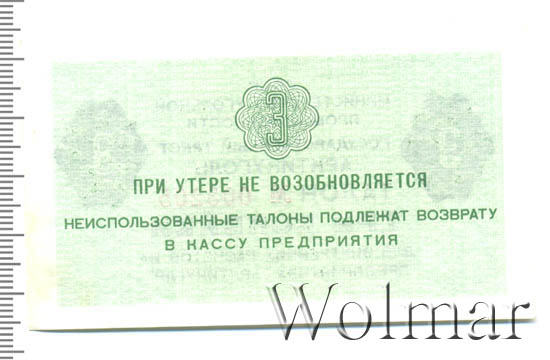 3
ПРИ УТЕРЕ НЕ ВОЗОБНОВЛЯЕТСЯ
НЕИСПОЛЬЗОВАННЫЕ ТАЛОНЫ ПОДЛЕЖАТ ВОЗВРАТУ
В КАССУ ПРЕДПРИЯТИЯ
Wolmar